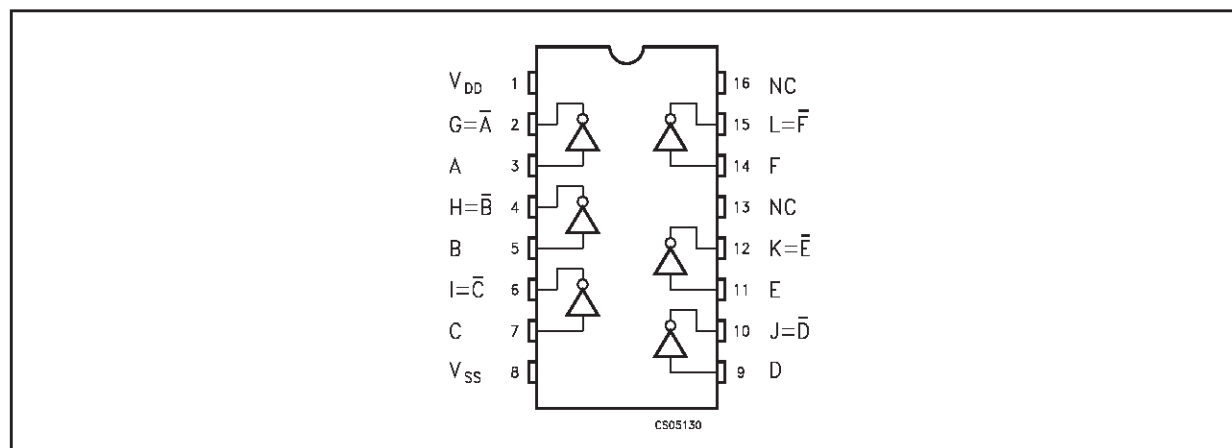 V_DD 1 16 NC
G=A̅ 2 15 L=F̅
A 3 14 F
H=B̅ 4 13 NC
B 5 12 K=E̅
I=C̅ 6 11 E
C 7 10 J=D̅
V_SS 8 9 D
CS05130